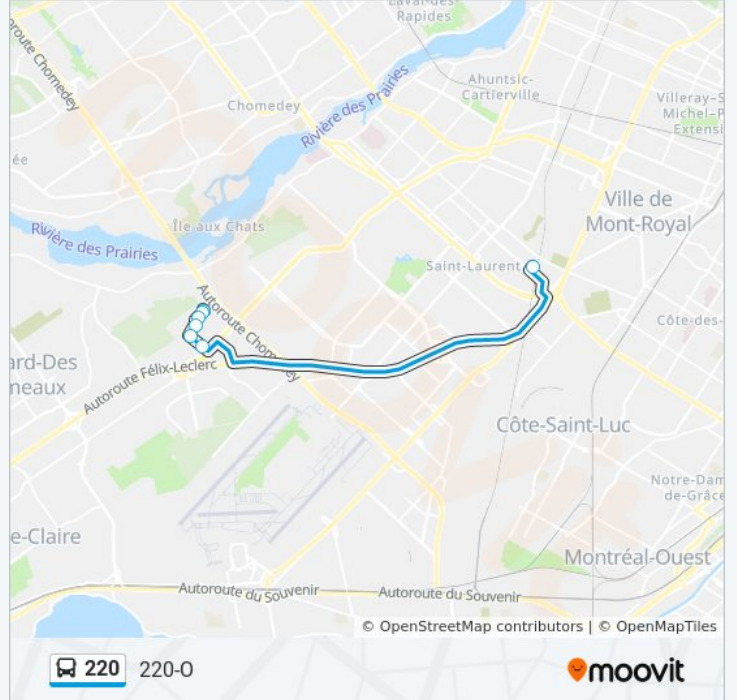 Laval-des-
Rapides
Autoroute Chomedey
Ahuntsic-
Cartierville
Chomedey
Rivière des Prairies
Villeray–S
Michel–P
Extensi
ée
Ville de
Mont-Royal
Île aux Chats
Rivière des Prairies
Saint-Laurent
Autoroute Chomedey
Côte-des-
ard-Des
neaux
Autoroute Félix-Leclerc
Côte-Saint-Luc
Notre-Dam
de-Grâc
e-Claire
Montréal-Ouest
Autoroute du Souvenir
Autoroute du Souvenir
© OpenStreetMap contributors | © OpenMapTiles
220 220-O
moovit